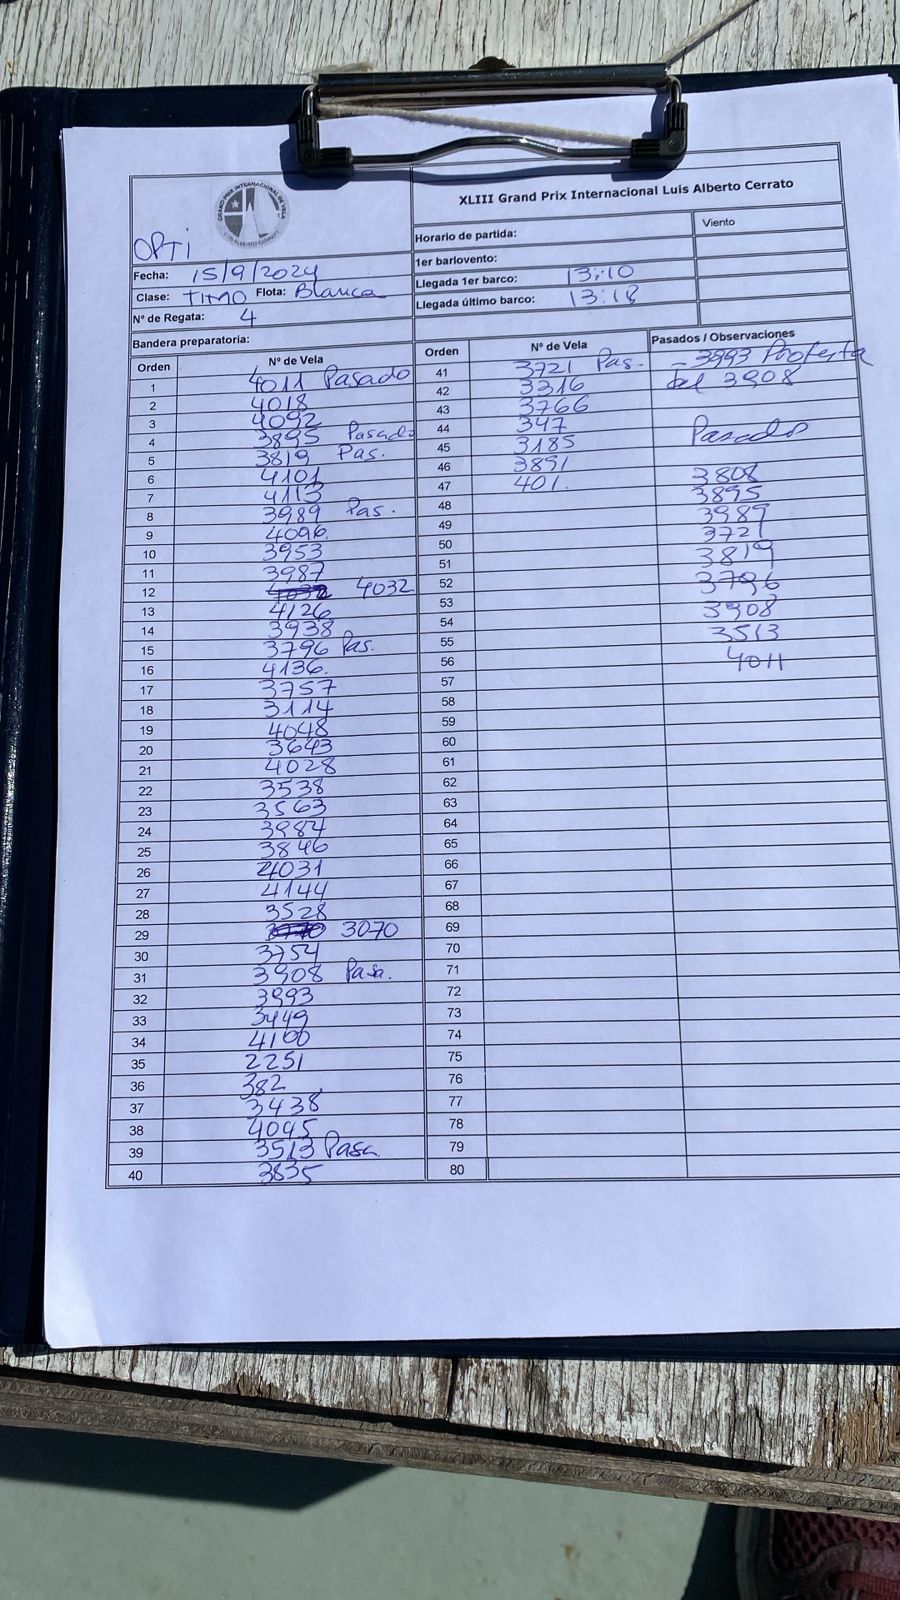 XLIII Grand Prix Internacional Luis Alberto Cerrato
GRAND PRIX INTERNACIONAL DE VELA
LUIS ALBERTO CERRATO
OPTI
Fecha: 15/9/2024
Clase: TIMO Flota: Blanca
Nº de Regata: 4
Bandera preparatoria:
Horario de partida:
Viento
1er barlovento:
Llegada 1er barco: 13:10
Llegada último barco: 13:18
Orden Nº de Vela
1 4011 Pasado
2 4018
3 4092
4 3895 Pasado
5 3819 Pas.
6 4101
7 4113
8 3989 Pas.
9 4096.
10 3953
11 3987
12 4032 4032
13 4126
14 3938
15 3796 Pas.
16 4136.
17 3757
18 3114
19 4048
20 3643
21 4028
22 3538
23 3563
24 3984
25 3846
26 4031
27 4144
28 3528
29 3070
30 3754
31 3908 Pasa.
32 3993
33 3449
34 4100
35 2251
36 382
37 3438
38 4045
39 3513 Pasa.
40 3835
Orden Nº de Vela Pasados / Observaciones
41 3721 Pas. - 3993 Protesta
42 3316 del 3908
43 3766
44 347 Pasado
45 3185
46 3891 3808
47 401. 3895
48 3989
49 3721
50 3819
51 3796
52 3908
53 3513
54 4011
55
56
57
58
59
60
61
62
63
64
65
66
67
68
69
70
71
72
73
74
75
76
77
78
79
80